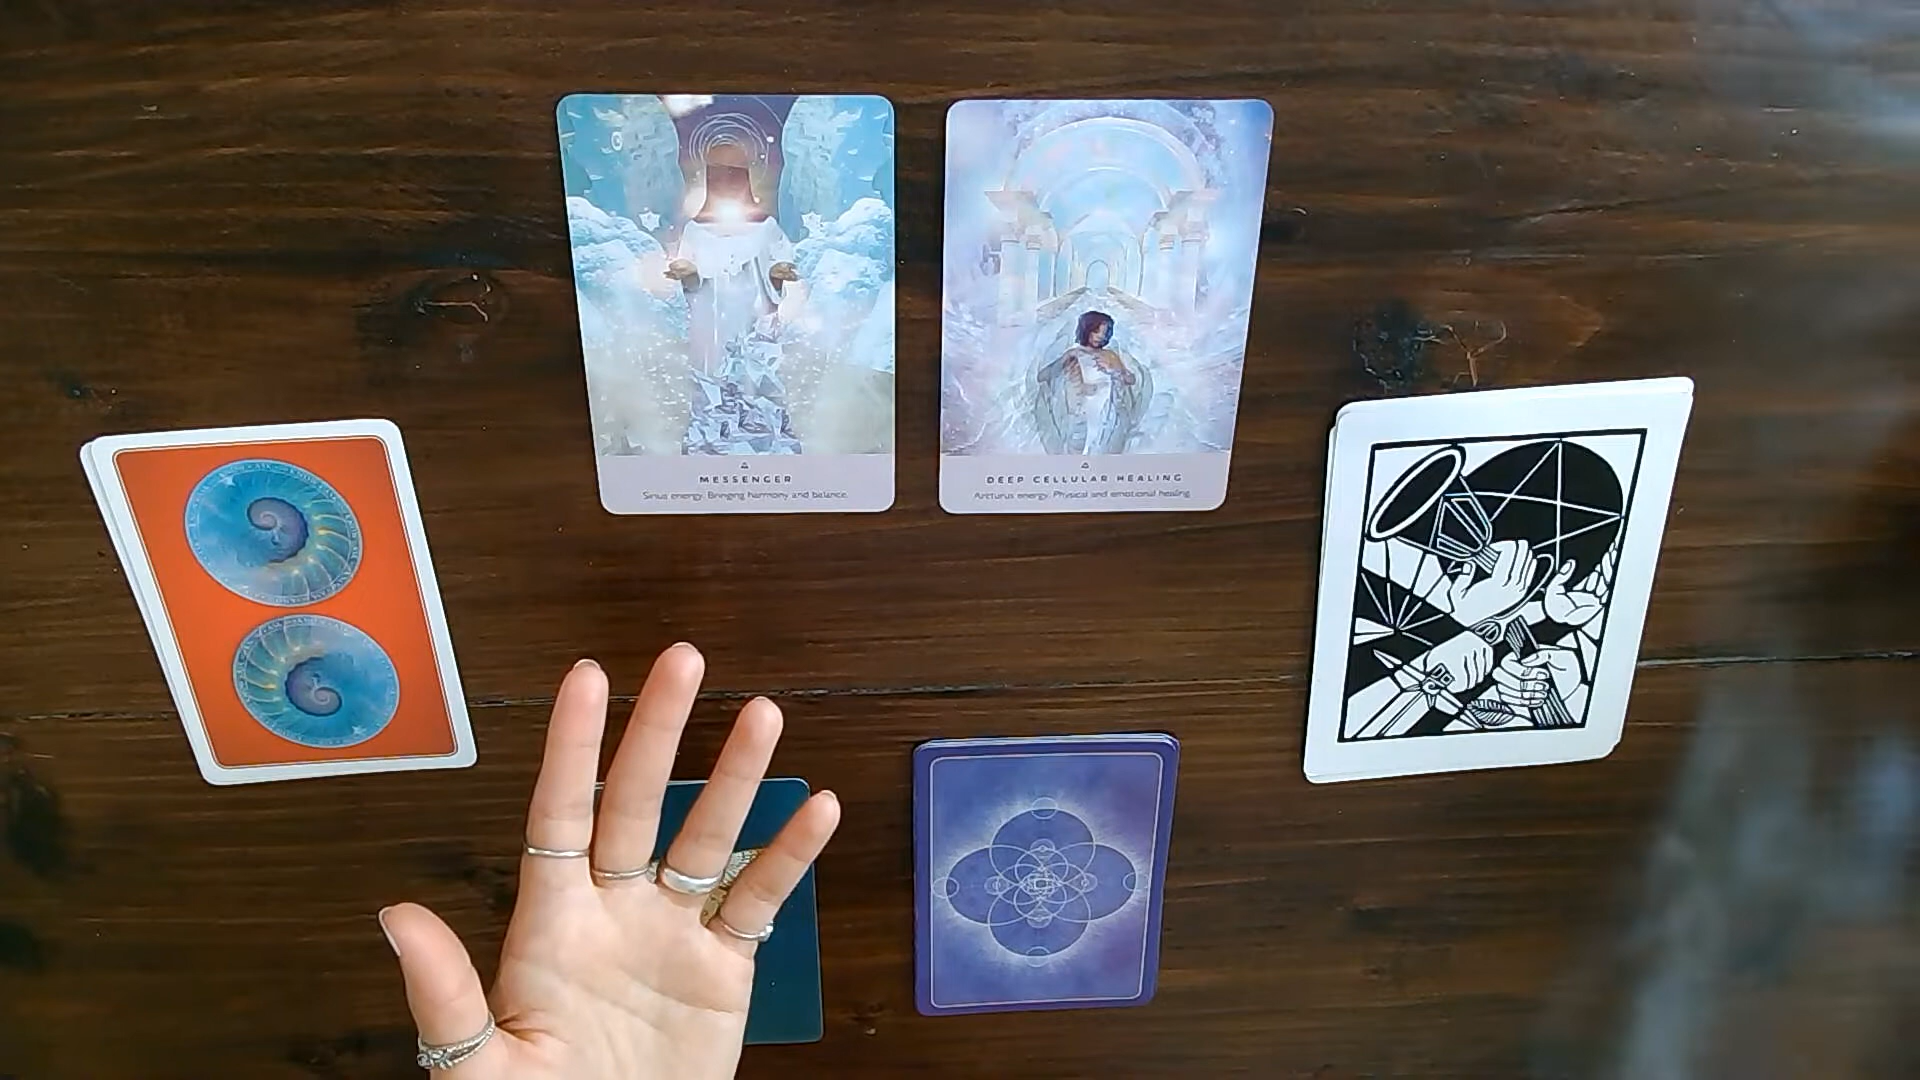 MESSENGER
Sirius energy. Bringing harmony and balance.
DEEP CELLULAR HEALING
Arcturus energy. Physical and emotional healing.